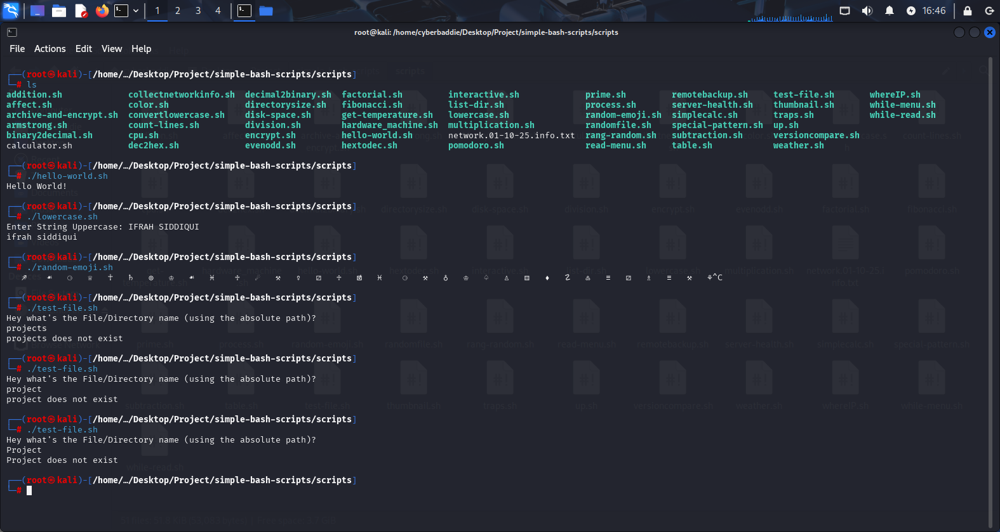 1 2 3 4 16:46
root@kali: /home/cyberbaddie/Desktop/Project/simple-bash-scripts/scripts
File Actions Edit View Help
┌──(root㉿kali)-[/home/…/Desktop/Project/simple-bash-scripts/scripts]
└─# ls
addition.sh collectnetworkinfo.sh decimal2binary.sh factorial.sh interactive.sh prime.sh remotebackup.sh test-file.sh whereIP.sh
affect.sh color.sh directorysize.sh fibonacci.sh list-dir.sh process.sh server-health.sh thumbnail.sh while-menu.sh
archive-and-encrypt.sh convertlowercase.sh disk-space.sh get-temperature.sh lowercase.sh random-emoji.sh simplecalc.sh traps.sh while-read.sh
armstrong.sh count-lines.sh division.sh hardware_machine.sh multiplication.sh randomfile.sh special-pattern.sh up.sh
binary2decimal.sh cpu.sh encrypt.sh hello-world.sh network.01-10-25.info.txt rang-random.sh subtraction.sh versioncompare.sh
calculator.sh dec2hex.sh evenodd.sh hextodec.sh pomodoro.sh read-menu.sh table.sh weather.sh
┌──(root㉿kali)-[/home/…/Desktop/Project/simple-bash-scripts/scripts]
└─# ./hello-world.sh
Hello World!
┌──(root㉿kali)-[/home/…/Desktop/Project/simple-bash-scripts/scripts]
└─# ./lowercase.sh
Enter String Uppercase: IFRAH SIDDIQUI
ifrah siddiqui
┌──(root㉿kali)-[/home/…/Desktop/Project/simple-bash-scripts/scripts]
└─# ./random-emoji.sh
^C
┌──(root㉿kali)-[/home/…/Desktop/Project/simple-bash-scripts/scripts]
└─# ./test-file.sh
Hey what's the File/Directory name (using the absolute path)?
projects
projects does not exist
┌──(root㉿kali)-[/home/…/Desktop/Project/simple-bash-scripts/scripts]
└─# ./test-file.sh
Hey what's the File/Directory name (using the absolute path)?
project
project does not exist
┌──(root㉿kali)-[/home/…/Desktop/Project/simple-bash-scripts/scripts]
└─# ./test-file.sh
Hey what's the File/Directory name (using the absolute path)?
Project
Project does not exist
┌──(root㉿kali)-[/home/…/Desktop/Project/simple-bash-scripts/scripts]
└─#